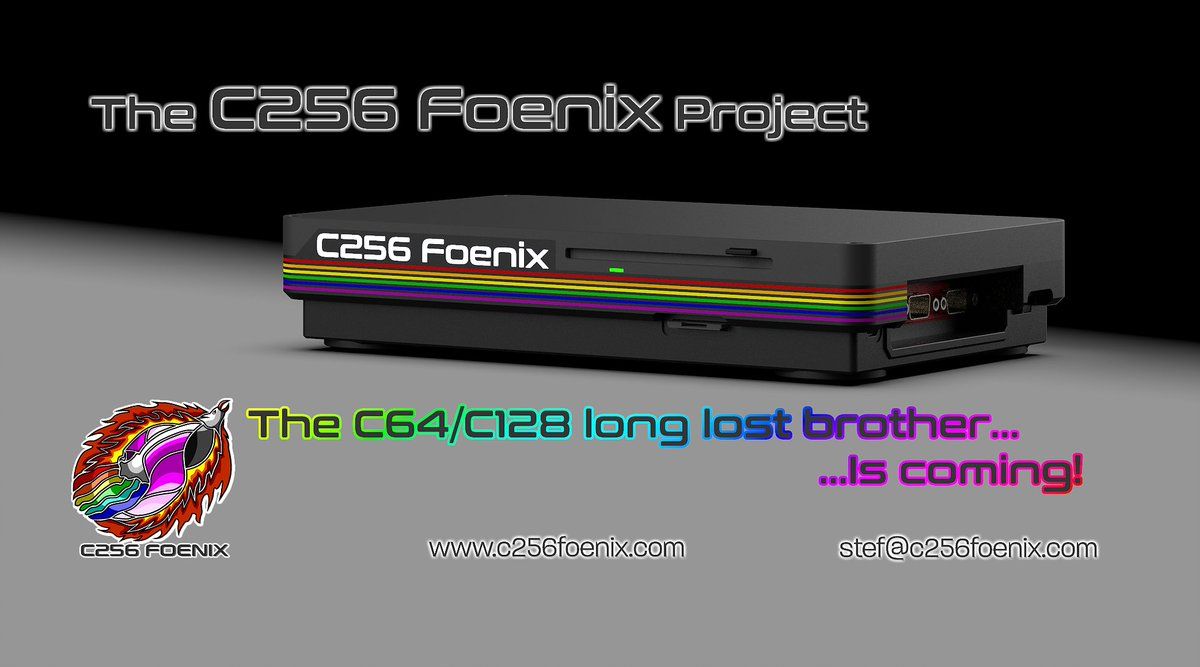 The C256 Foenix Project
C256 Foenix
The C64/C128 long lost brother...
...Is coming!
C256 FOENIX
www.c256foenix.com
stef@c256foenix.com